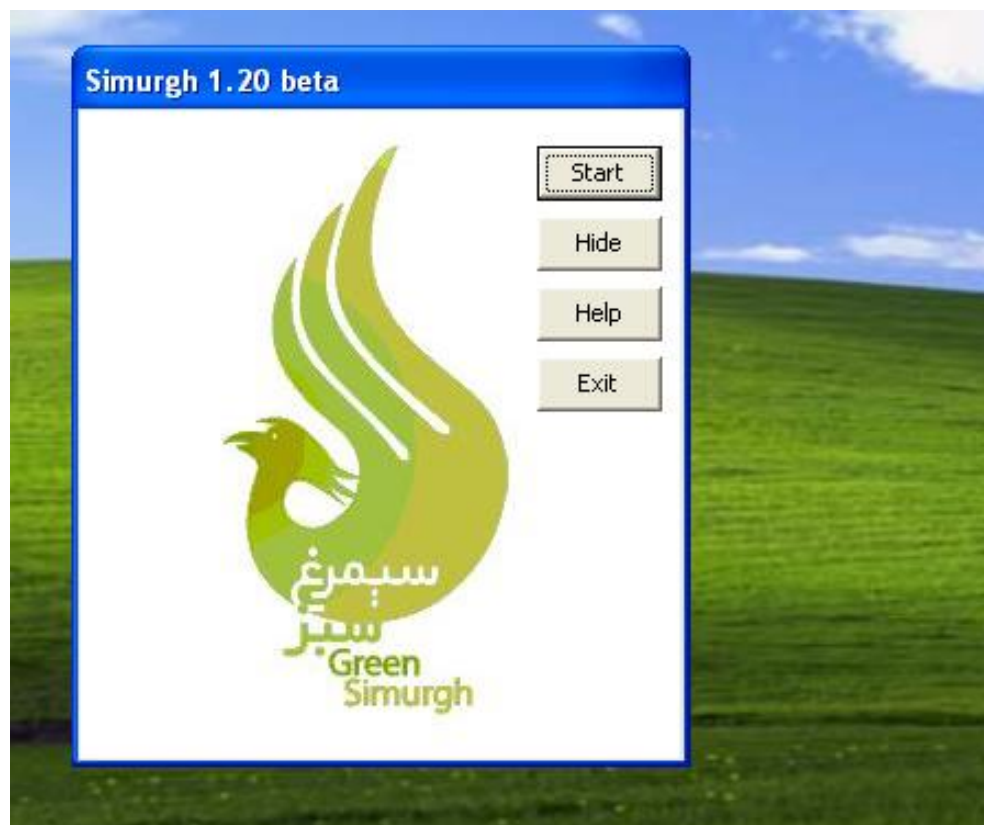 Simurgh 1.20 beta
Start
Hide
Help
Exit
سیمرغ
سبز
Green
Simurgh